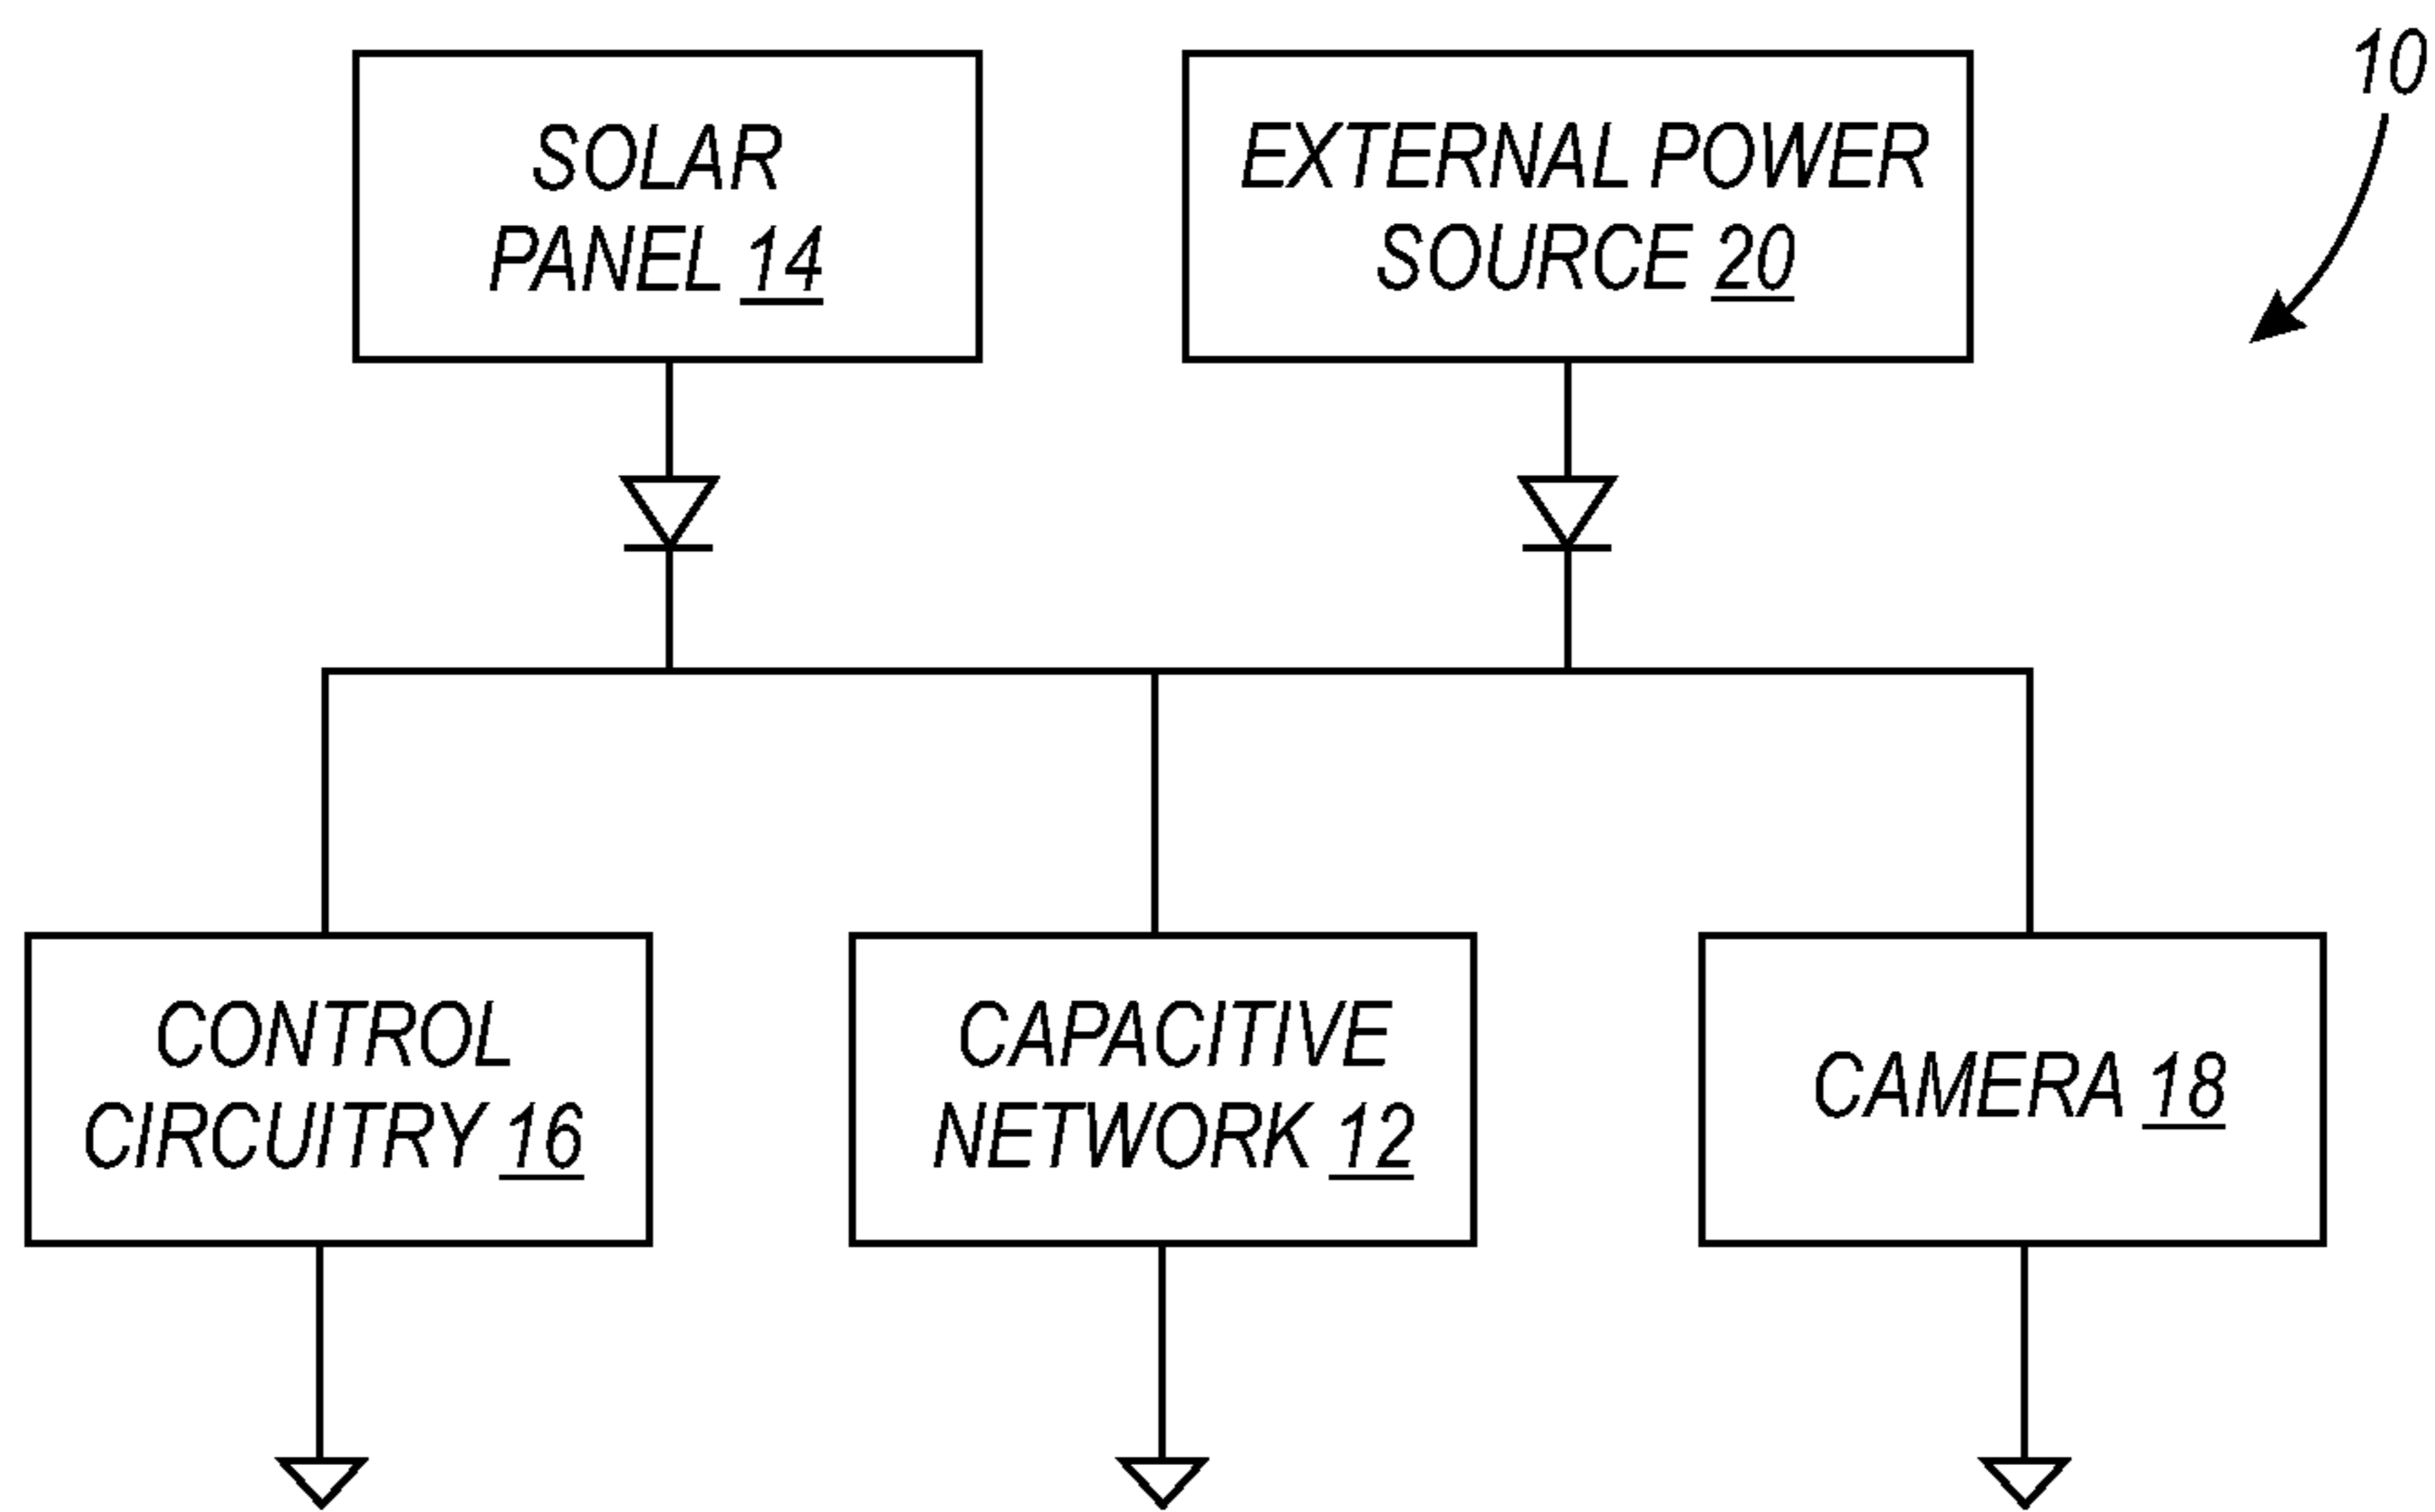 10
SOLAR
PANEL 14
EXTERNAL POWER
SOURCE 20
CONTROL
CIRCUITRY 16
CAPACITIVE
NETWORK 12
CAMERA 18